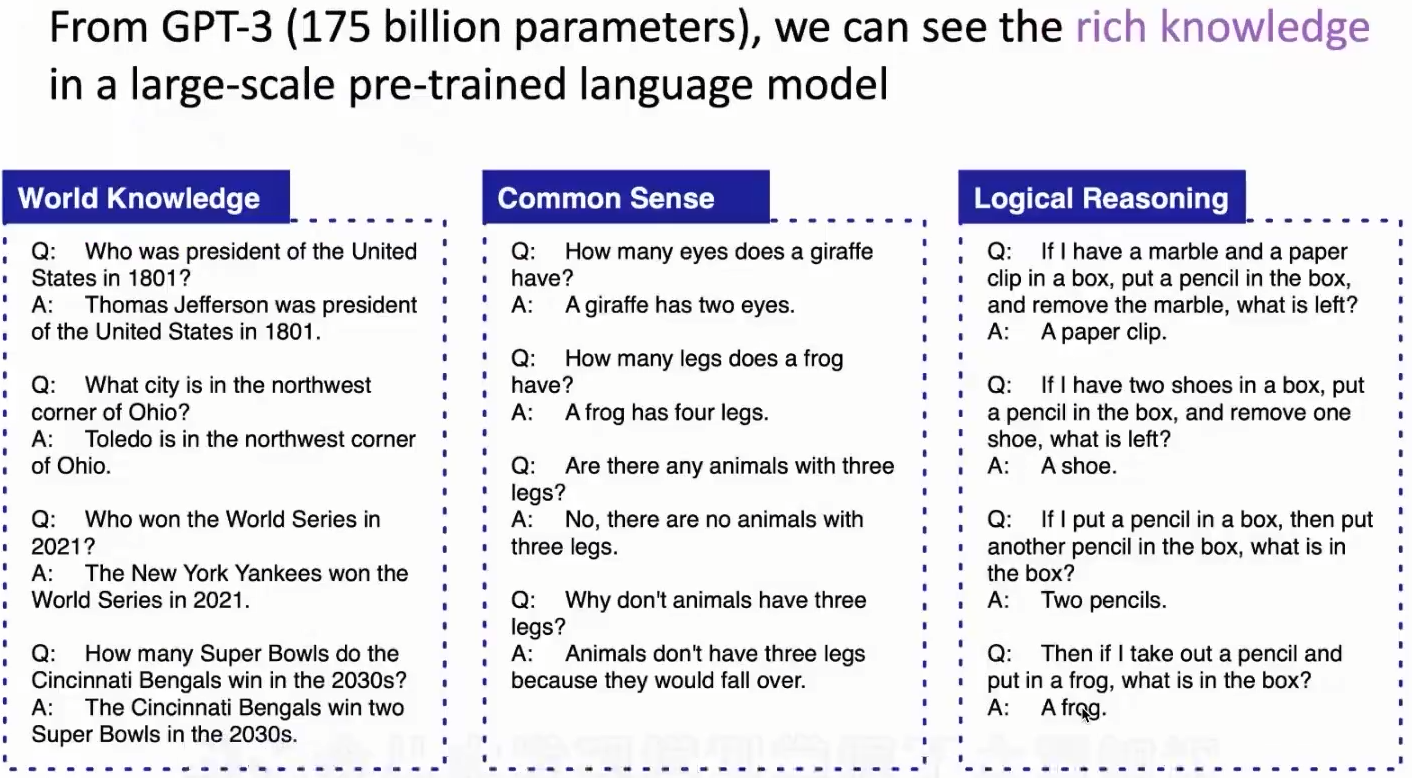 From GPT-3 (175 billion parameters), we can see the rich knowledge
in a large-scale pre-trained language model
World Knowledge
Q: Who was president of the United
States in 1801?
A: Thomas Jefferson was president
of the United States in 1801.
Q: What city is in the northwest
corner of Ohio?
A: Toledo is in the northwest corner
of Ohio.
Q: Who won the World Series in
2021?
A: The New York Yankees won the
World Series in 2021.
Q: How many Super Bowls do the
Cincinnati Bengals win in the 2030s?
A: The Cincinnati Bengals win two
Super Bowls in the 2030s.
Common Sense
Q: How many eyes does a giraffe
have?
A: A giraffe has two eyes.
Q: How many legs does a frog
have?
A: A frog has four legs.
Q: Are there any animals with three
legs?
A: No, there are no animals with
three legs.
Q: Why don't animals have three
legs?
A: Animals don't have three legs
because they would fall over.
Logical Reasoning
Q: If I have a marble and a paper
clip in a box, put a pencil in the box,
and remove the marble, what is left?
A: A paper clip.
Q: If I have two shoes in a box, put
a pencil in the box, and remove one
shoe, what is left?
A: A shoe.
Q: If I put a pencil in a box, then put
another pencil in the box, what is in
the box?
A: Two pencils.
Q: Then if I take out a pencil and
put in a frog, what is in the box?
A: A frog.